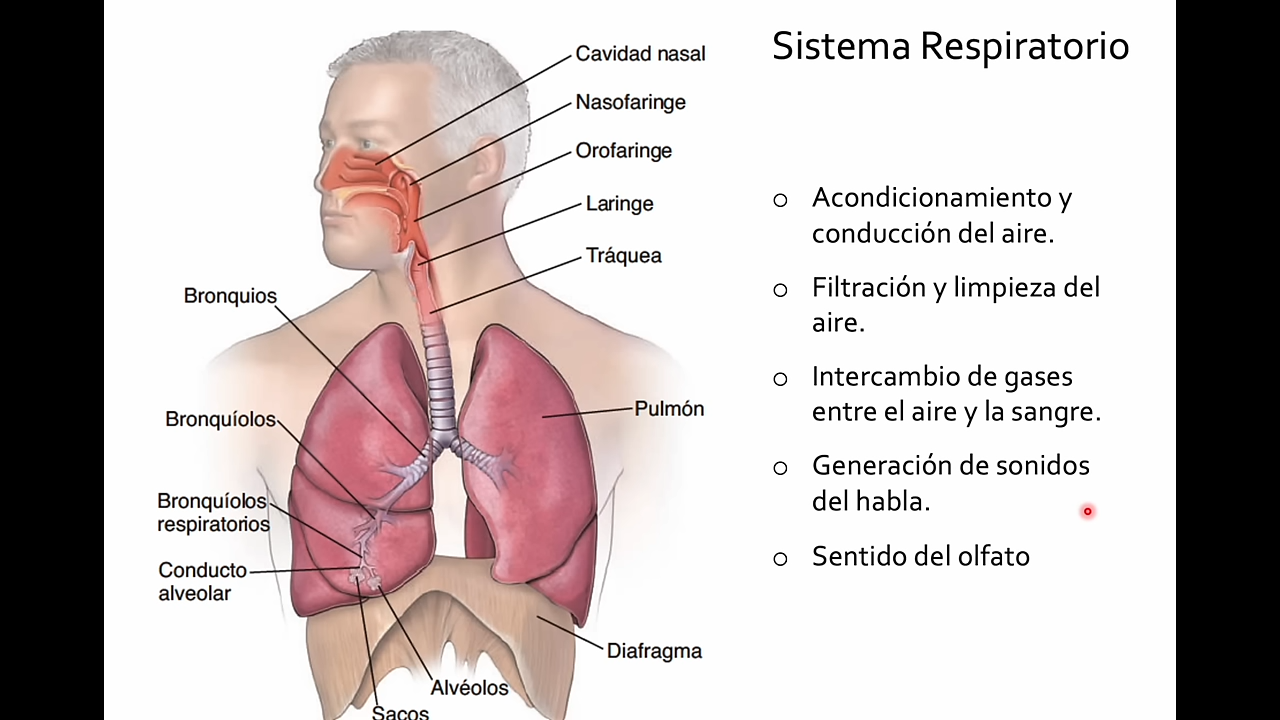 Cavidad nasal
Nasofaringe
Orofaringe
Laringe
Tráquea
Bronquios
Bronquíolos
Pulmón
Bronquíolos
respiratorios
Conducto
alveolar
Diafragma
Alvéolos
Sacos
Sistema Respiratorio
o Acondicionamiento y
conducción del aire.
o Filtración y limpieza del
aire.
o Intercambio de gases
entre el aire y la sangre.
o Generación de sonidos
del habla.
o Sentido del olfato